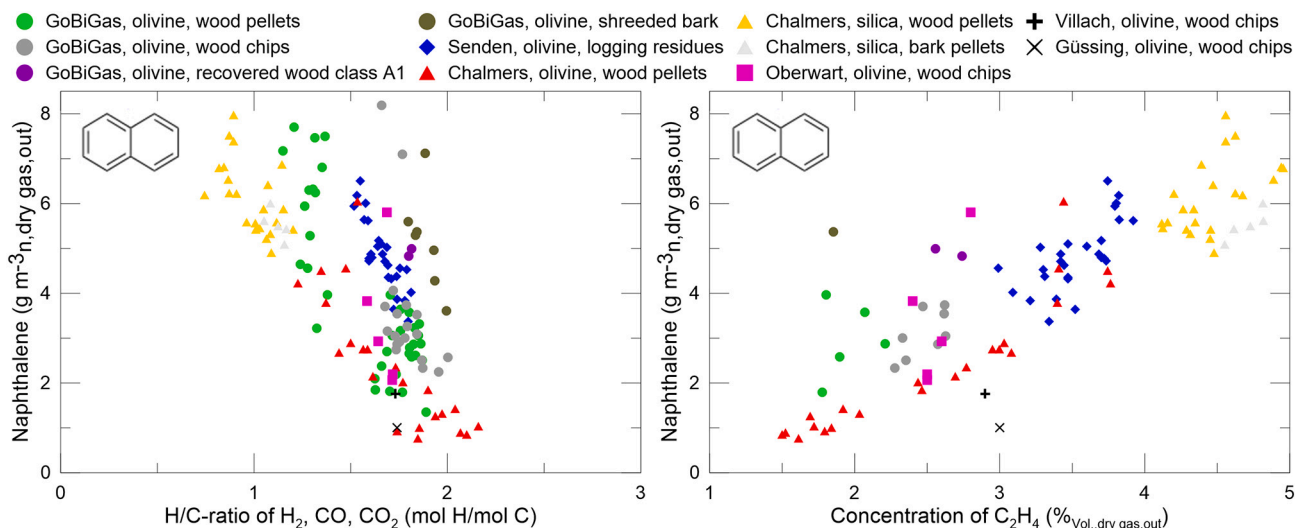 GoBiGas, olivine, wood pellets
GoBiGas, olivine, wood chips
GoBiGas, olivine, recovered wood class A1
GoBiGas, olivine, shreeded bark
Senden, olivine, logging residues
Chalmers, olivine, wood pellets
Chalmers, silica, wood pellets
Chalmers, silica, bark pellets
Oberwart, olivine, wood chips
Villach, olivine, wood chips
Güssing, olivine, wood chips
Naphthalene (g m⁻³n,dry gas,out)
8
6
4
2
0
0
1
2
3
H/C-ratio of H₂, CO, CO₂ (mol H/mol C)
Naphthalene (g m⁻³n,dry gas,out)
8
6
4
2
0
1
2
3
4
5
Concentration of C₂H₄ (%Vol.,dry gas,out)